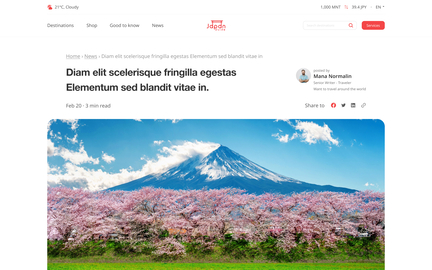 21°C, Cloudy
1,000 MNT
39.4 JPY
EN
Destinations
Shop
Good to know
News
Japan
Services
Home › News › Diam elit scelerisque fringilla egestas Elementum sed blandit vitae in
Diam elit scelerisque fringilla egestas
Elementum sed blandit vitae in.
posted by
Mana Normalin
Senior Writer - Traveler
Want to travel around the world
Feb 20 · 3 min read
Share to